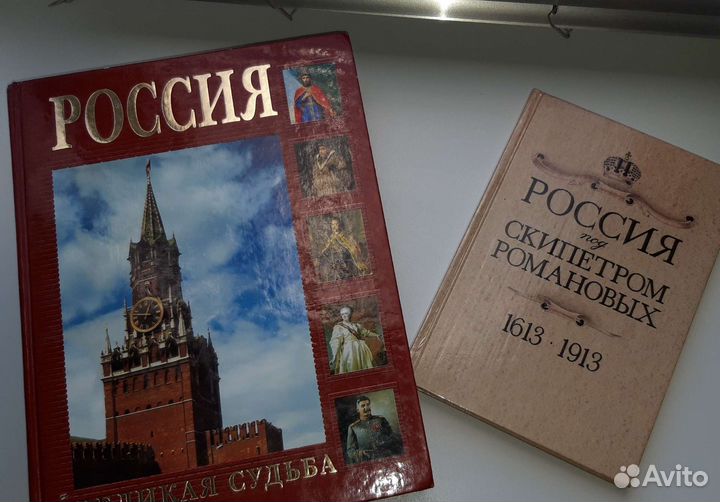 РОССИЯ
ВЕЛИКАЯ СУДЬБА
РОССИЯ
под
СКИПЕТРОМ
РОМАНОВЫХ
1613 · 1913
Avito